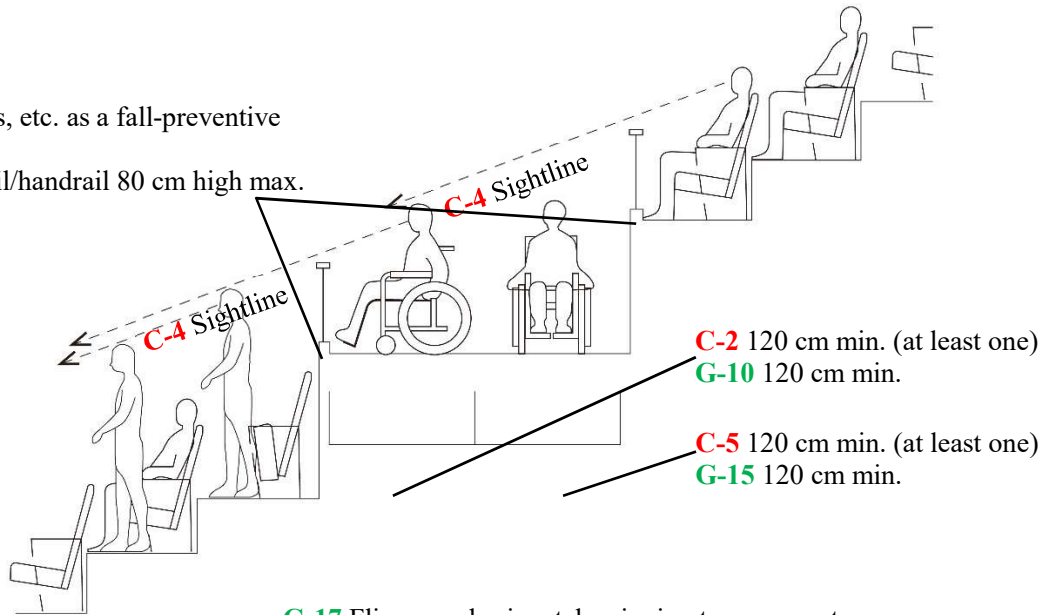 s, etc. as a fall-preventive
il/handrail 80 cm high max.
C-4 Sightline
C-4 Sightline
C-2 120 cm min. (at least one)
G-10 120 cm min.
C-5 120 cm min. (at least one)
G-15 120 cm min.